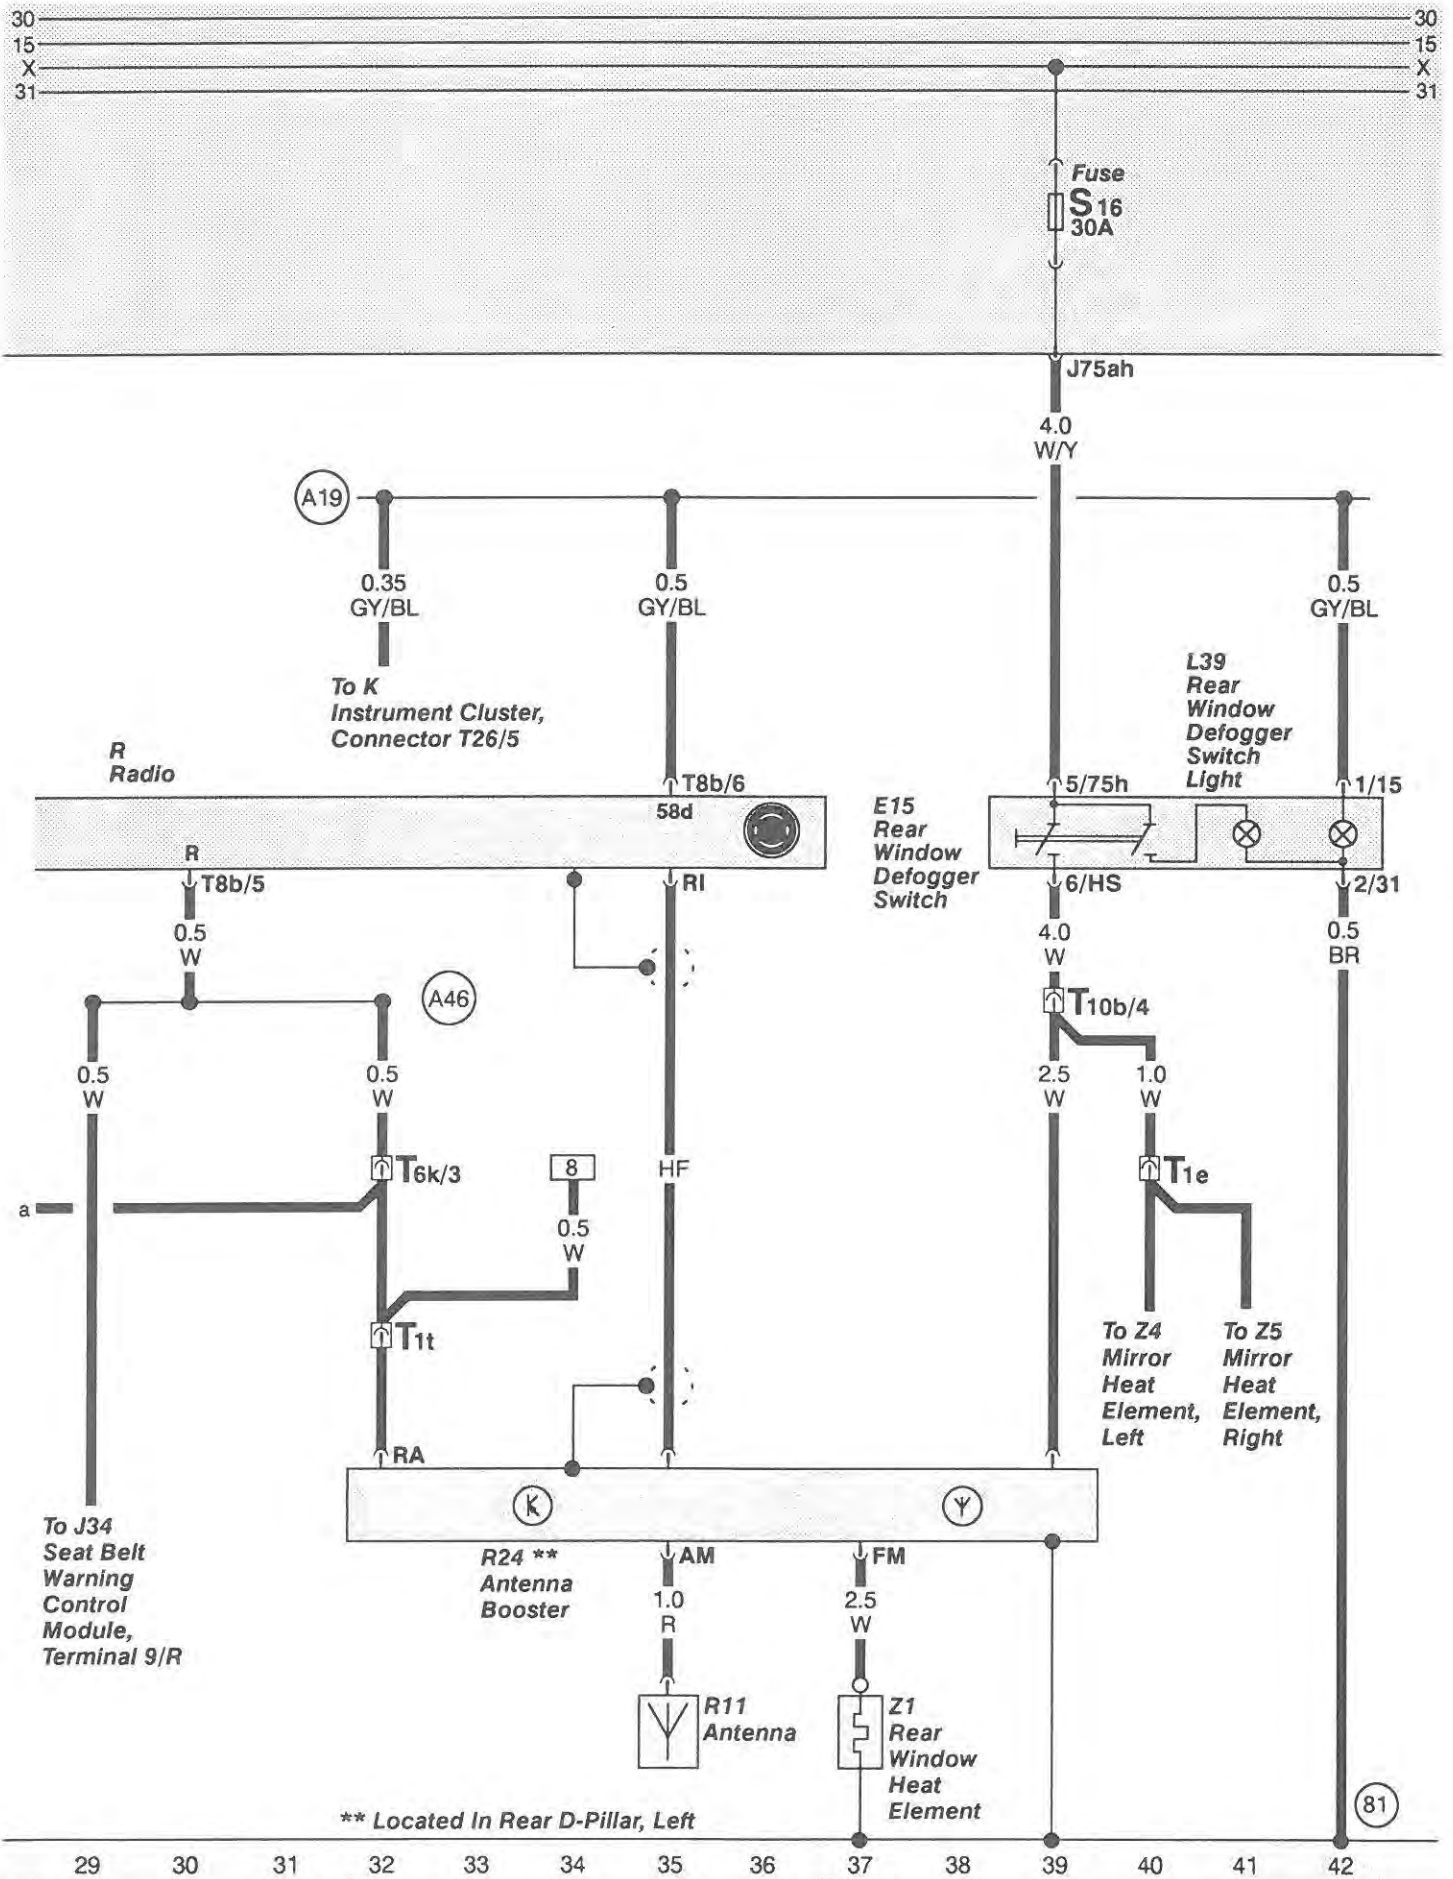 30 30
15 15
X X
31 31
Fuse
S16
30A
J75ah
4.0
W/Y
A19
0.35
GY/BL
0.5
GY/BL
0.5
GY/BL
To K
Instrument Cluster,
Connector T26/5
L39
Rear
Window
Defogger
Switch
Light
R
Radio
T8b/6
58d
R
5/75h
1/15
E15
Rear
Window
Defogger
Switch
T8b/5
RI
6/HS
2/31
0.5
W
4.0
W
0.5
BR
A46
T10b/4
0.5
W
0.5
W
2.5
W
1.0
W
T6k/3
8
HF
T1e
a
0.5
W
T1t
To Z4
Mirror
Heat
Element,
Left
To Z5
Mirror
Heat
Element,
Right
RA
To J34
Seat Belt
Warning
Control
Module,
Terminal 9/R
R24 **
Antenna
Booster
AM
FM
1.0
R
2.5
W
R11
Antenna
Z1
Rear
Window
Heat
Element
** Located In Rear D-Pillar, Left
81
29 30 31 32 33 34 35 36 37 38 39 40 41 42